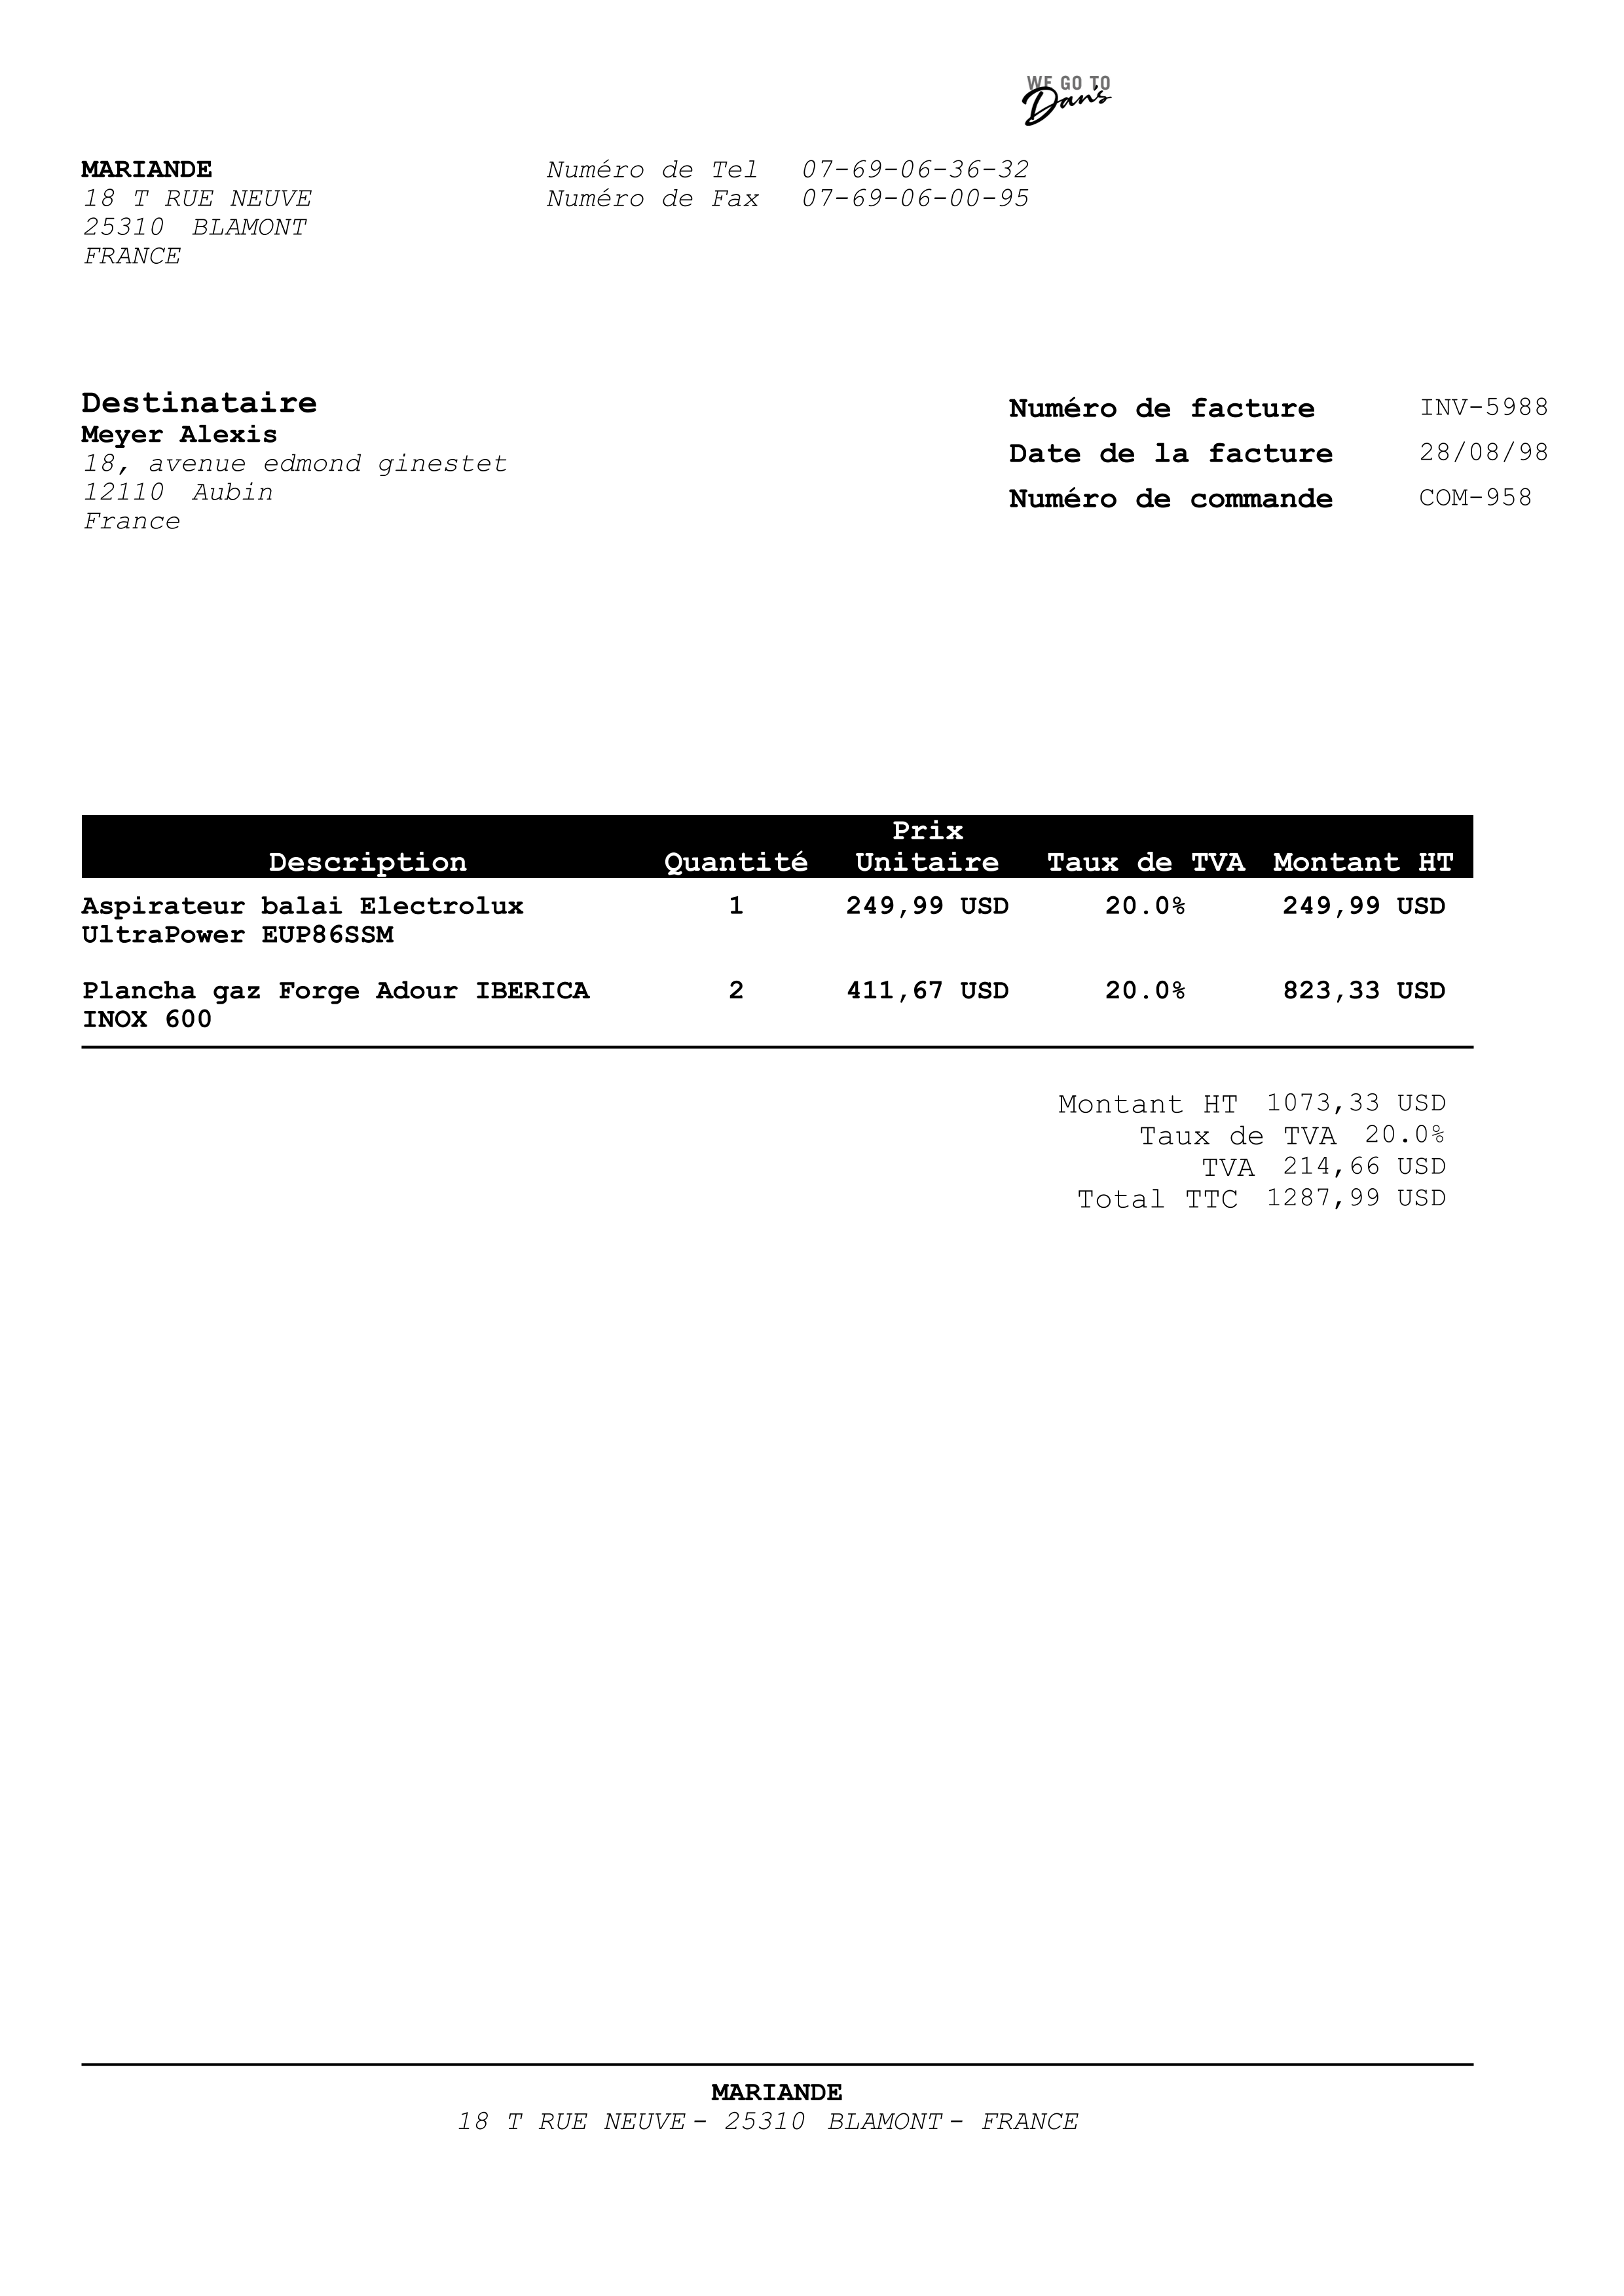 WE GO TO
Dan's
MARIANDE
18 T RUE NEUVE
25310 BLAMONT
FRANCE
Numéro de Tel 07-69-06-36-32
Numéro de Fax 07-69-06-00-95
Destinataire
Meyer Alexis
18, avenue edmond ginestet
12110 Aubin
France
Numéro de facture INV-5988
Date de la facture 28/08/98
Numéro de commande COM-958
Description Quantité Prix Unitaire Taux de TVA Montant HT
Aspirateur balai Electrolux 1 249,99 USD 20.0% 249,99 USD
UltraPower EUP86SSM
Plancha gaz Forge Adour IBERICA 2 411,67 USD 20.0% 823,33 USD
INOX 600
Montant HT 1073,33 USD
Taux de TVA 20.0%
TVA 214,66 USD
Total TTC 1287,99 USD
MARIANDE
18 T RUE NEUVE - 25310 BLAMONT - FRANCE